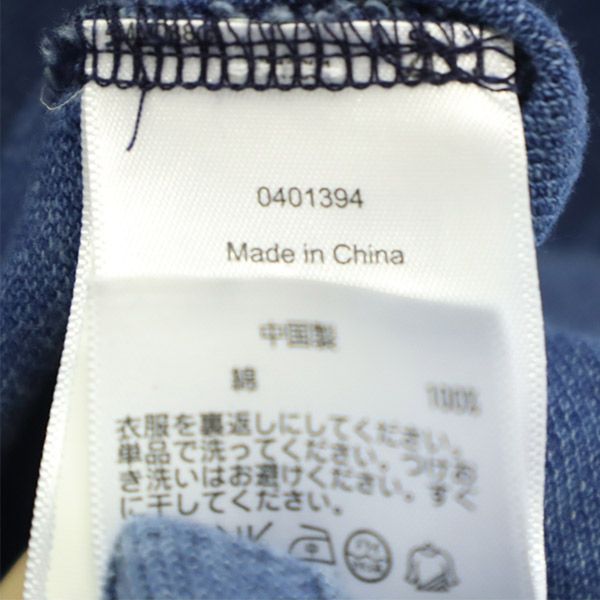 0401394
Made in China
中国製
綿 100%
衣服を裏返しにしてください。
単品で洗ってください。つけお
き洗いはお避けください。すぐ
に干してください。